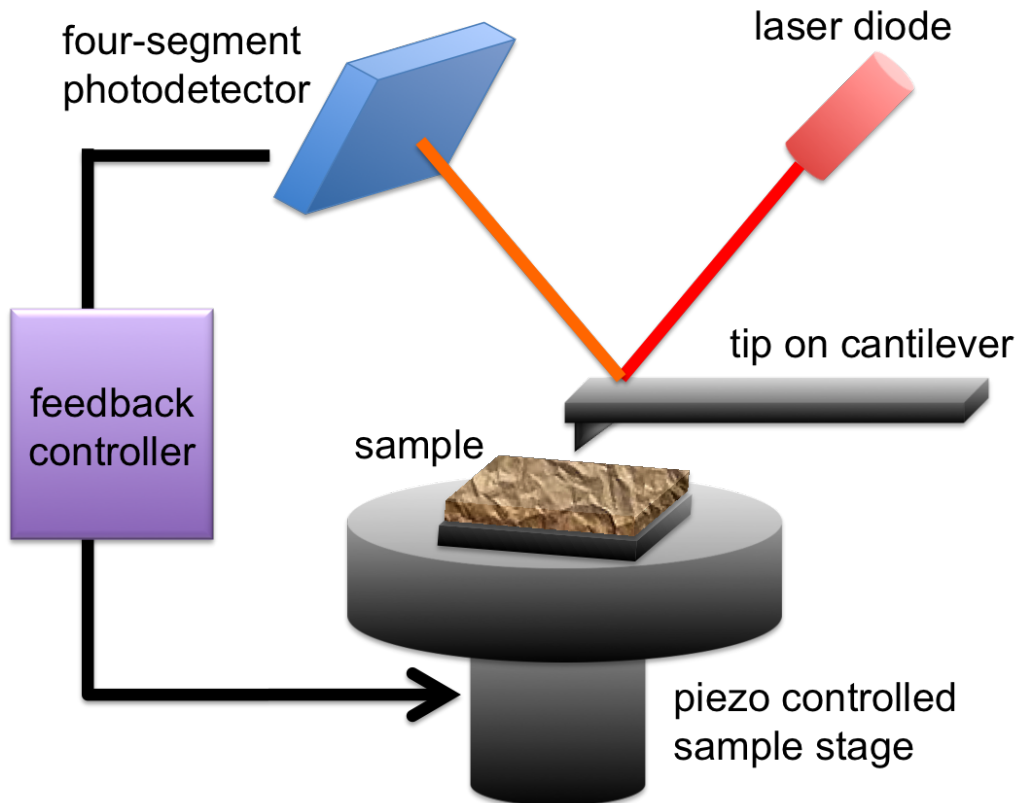 four-segment
photodetector
laser diode
tip on cantilever
feedback
controller
sample
piezo controlled
sample stage